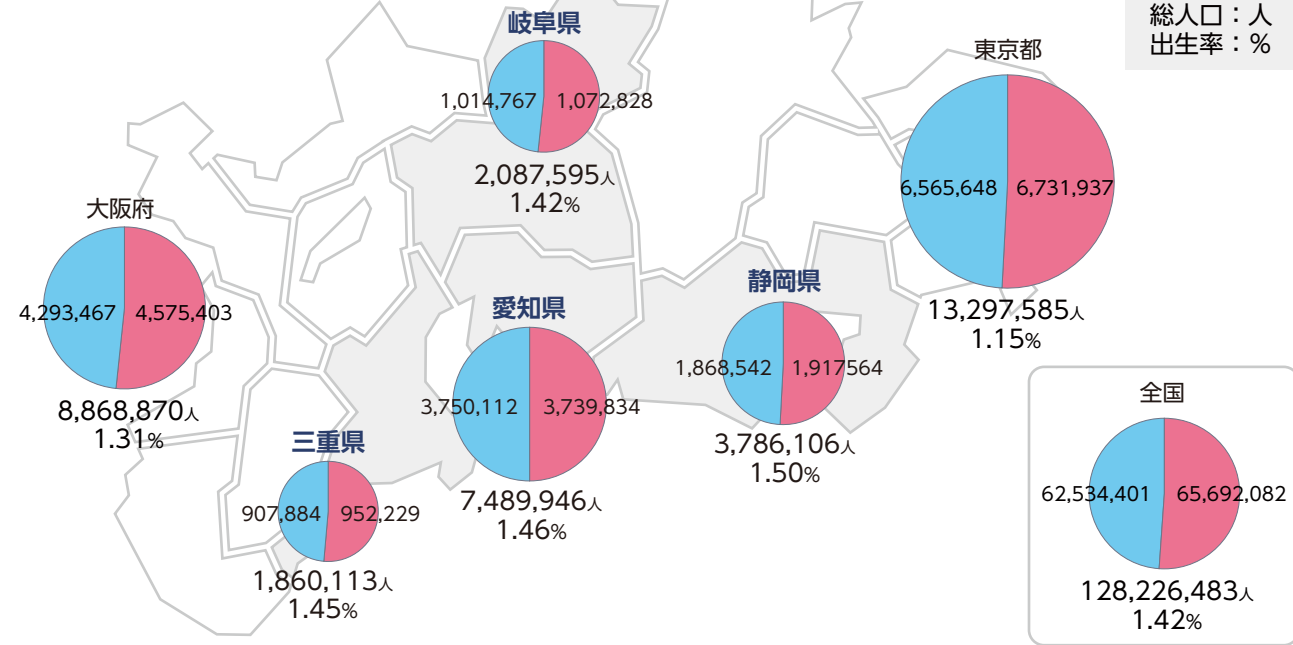 総人口：人
出生率：%
岐阜県
1,014,767 1,072,828
2,087,595人
1.42%
東京都
6,565,648 6,731,937
13,297,585人
1.15%
大阪府
4,293,467 4,575,403
8,868,870人
1.31%
愛知県
3,750,112 3,739,834
7,489,946人
1.46%
静岡県
1,868,542 1,917564
3,786,106人
1.50%
三重県
907,884 952,229
1,860,113人
1.45%
全国
62,534,401 65,692,082
128,226,483人
1.42%